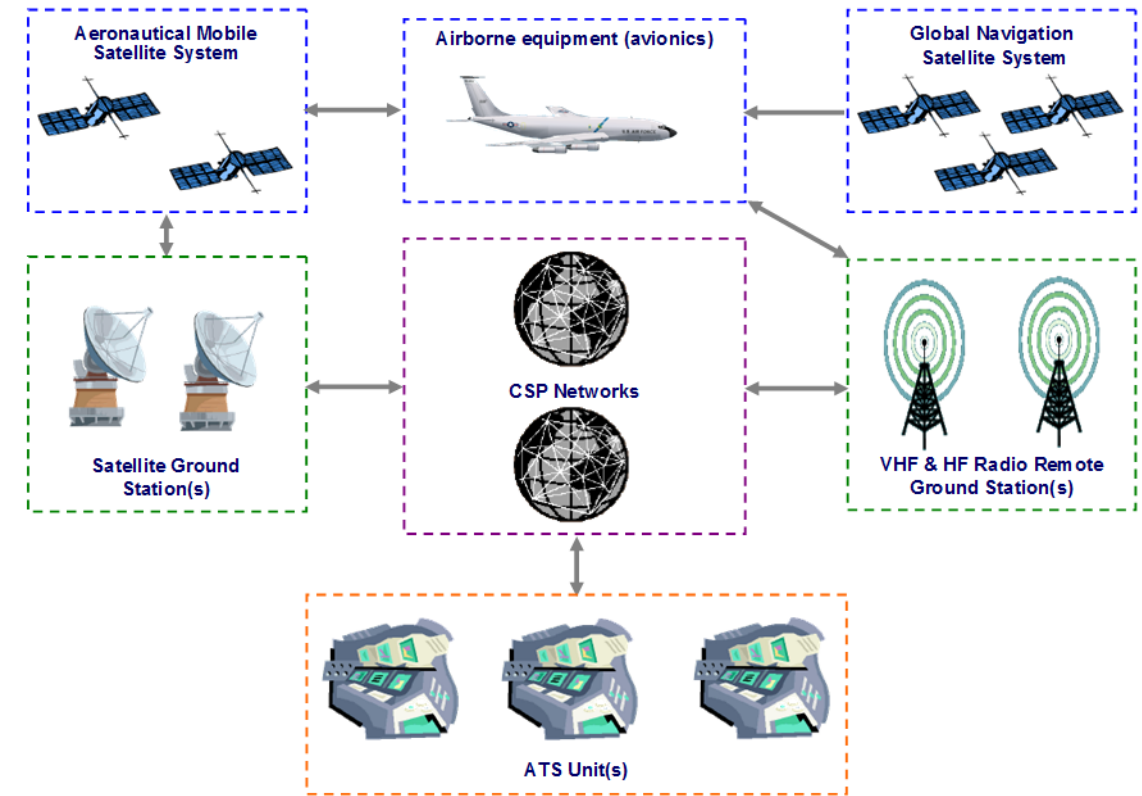 Aeronautical Mobile
Satellite System
Airborne equipment (avionics)
Global Navigation
Satellite System
U.S. AIR FORCE
CSP Networks
Satellite Ground
Station(s)
VHF & HF Radio Remote
Ground Station(s)
ATS Unit(s)